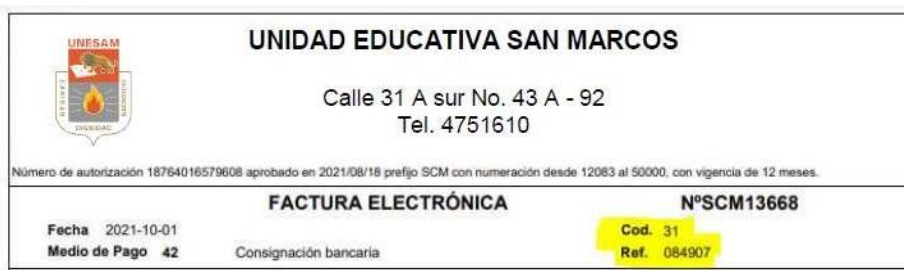 UNESAM
UNIDAD EDUCATIVA SAN MARCOS
Calle 31 A sur No. 43 A - 92
Tel. 4751610
DIGNIDAD
Número de autorización 18764016579608 aprobado en 2021/08/18 prefijo SCM con numeración desde 12083 al 50000, con vigencia de 12 meses.
FACTURA ELECTRÓNICA NºSCM13668
Fecha 2021-10-01 Cod. 31
Medio de Pago 42 Consignación bancaria Ref. 084907